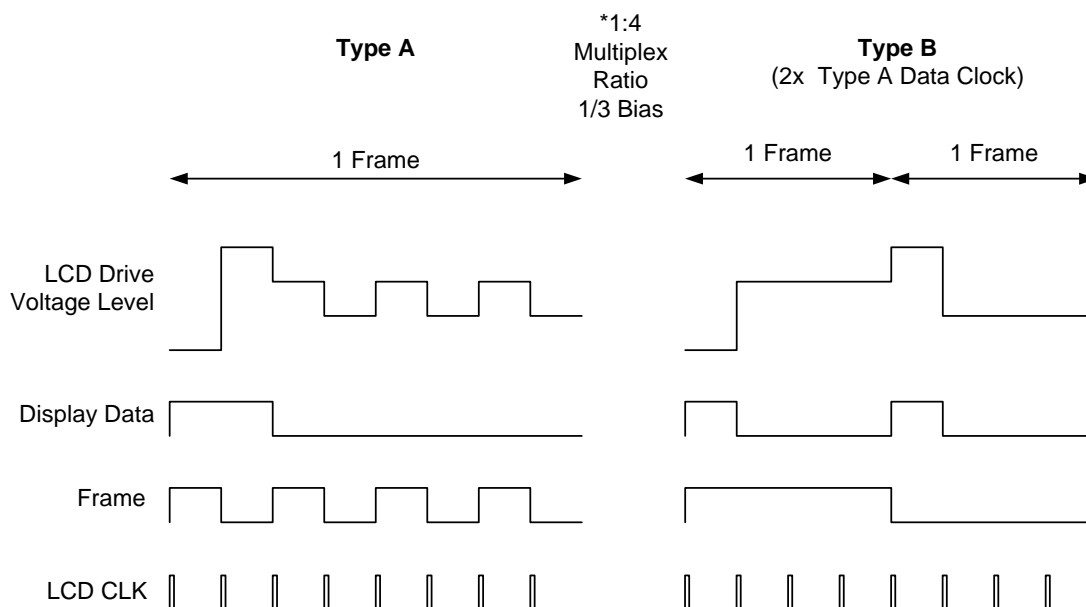 Type A
*1:4
Multiplex
Ratio
1/3 Bias
Type B
(2x Type A Data Clock)
1 Frame
1 Frame
1 Frame
LCD Drive
Voltage Level
Display Data
Frame
LCD CLK